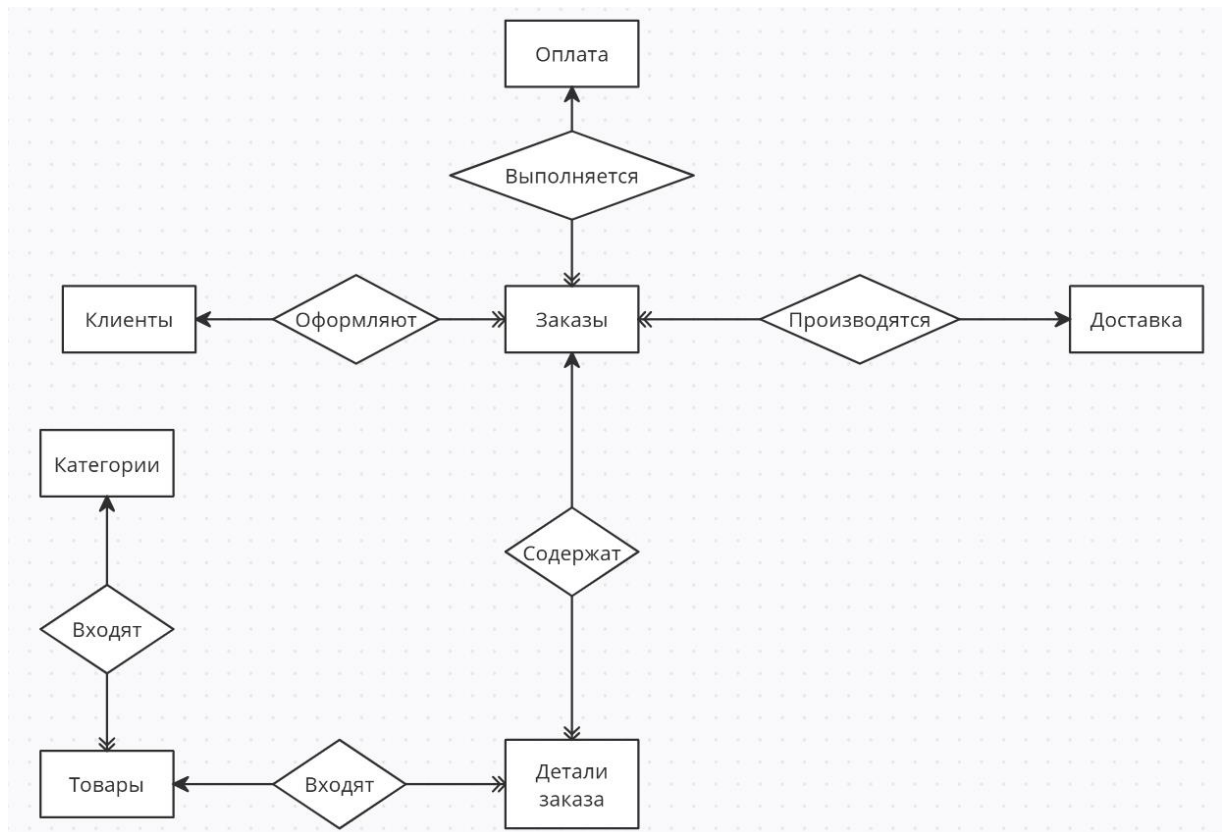 Оплата
Выполняется
Клиенты
Оформляют
Заказы
Производятся
Доставка
Категории
Содержат
Входят
Товары
Входят
Детали
заказа